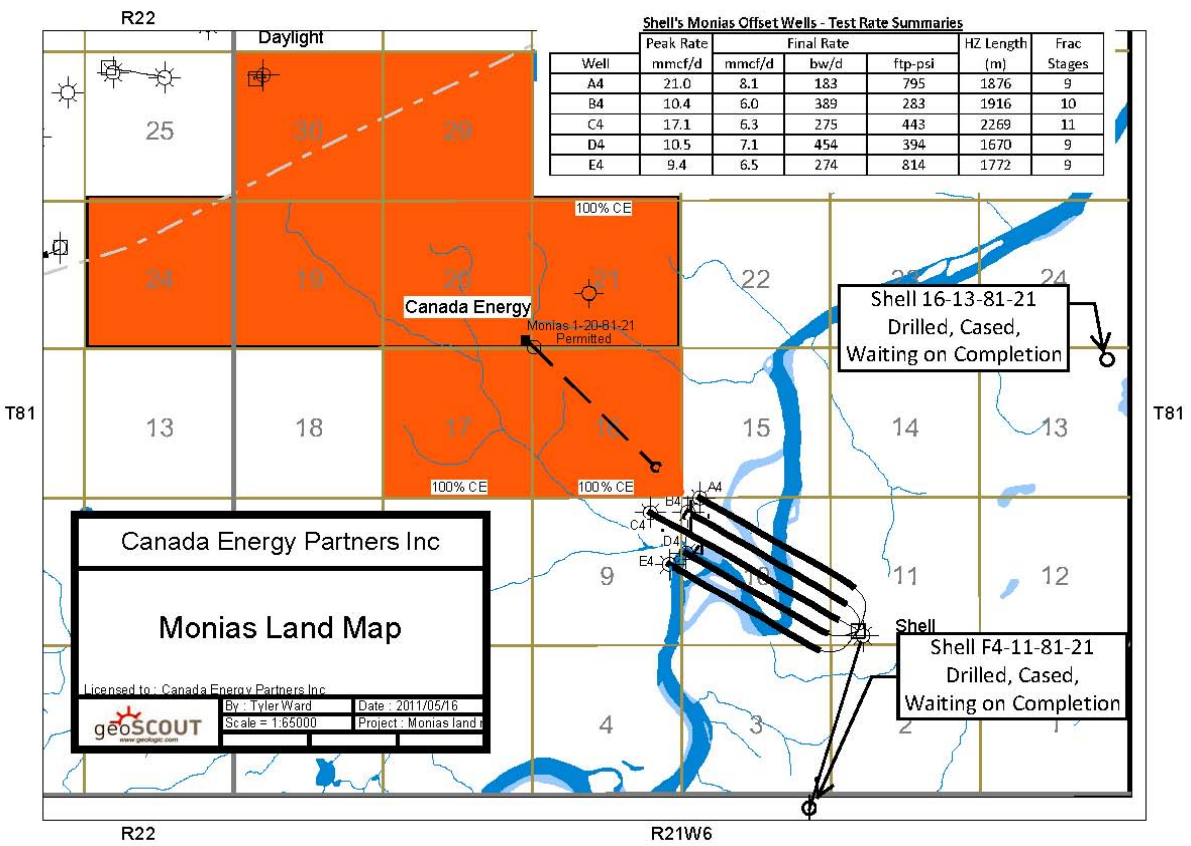 R22
Daylight
Shell's Monias Offset Wells - Test Rate Summaries
Peak Rate Final Rate HZ Length Frac
Well mmcf/d mmcf/d bw/d ftp-psi (m) Stages
A4 21.0 8.1 183 795 1876 9
B4 10.4 6.0 389 283 1916 10
C4 17.1 6.3 275 443 2269 11
D4 10.5 7.1 454 394 1670 9
E4 9.4 6.5 274 814 1772 9
25 30 29
100% CE
24 19 20 21 22 23 24
Canada Energy
Monias 1-20-81-21
Permitted
Shell 16-13-81-21
Drilled, Cased,
Waiting on Completion
T81 T81
13 18 17 16 15 14 13
100% CE 100% CE
A4
B4
C4
D4
E4
9 10 11 12
Canada Energy Partners Inc
Monias Land Map
Licensed to : Canada Energy Partners Inc
geoSCOUT
www.geologic.com
By : Tyler Ward Date : 2011/05/16
Scale = 1:65000 Project : Monias land
Shell
Shell F4-11-81-21
Drilled, Cased,
Waiting on Completion
4 3 2 1
R22 R21W6